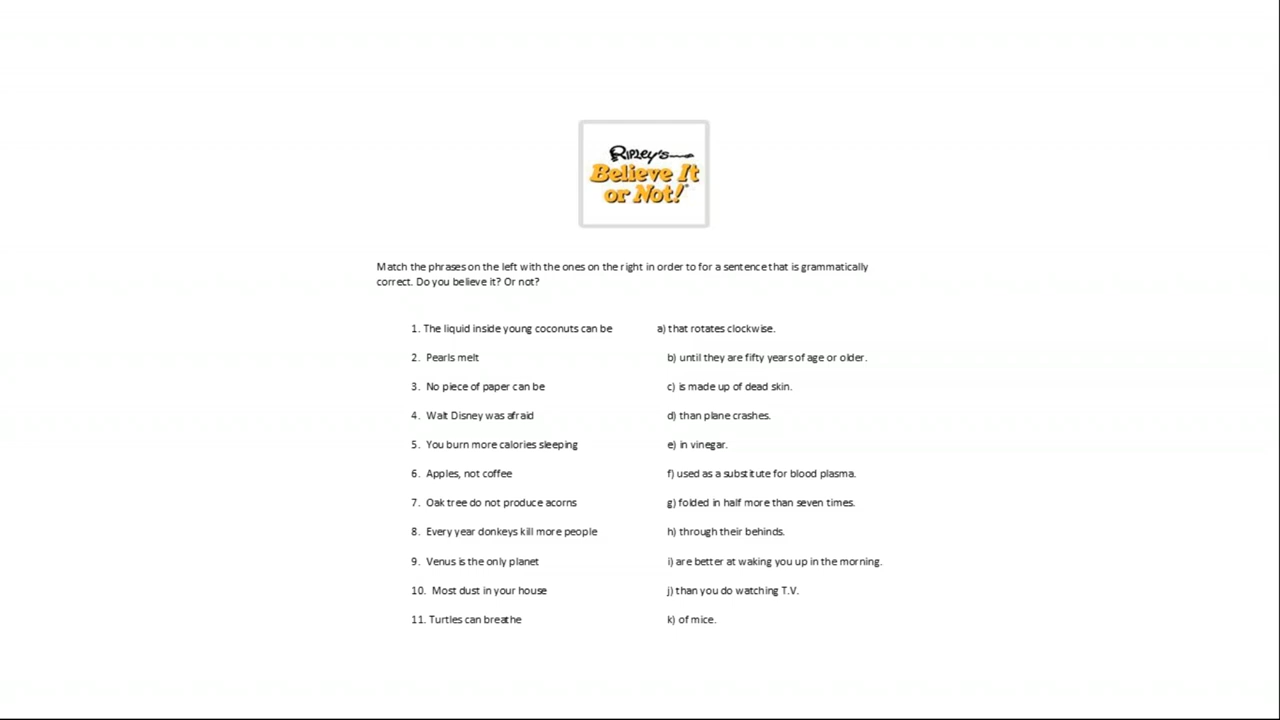 Ripley's
Believe It
or Not!
Match the phrases on the left with the ones on the right in order to for a sentence that is grammatically
correct. Do you believe it? Or not?
1. The liquid inside young coconuts can be a) that rotates clockwise.
2. Pearls melt b) until they are fifty years of age or older.
3. No piece of paper can be c) is made up of dead skin.
4. Walt Disney was afraid d) than plane crashes.
5. You burn more calories sleeping e) in vinegar.
6. Apples, not coffee f) used as a substitute for blood plasma.
7. Oak tree do not produce acorns g) folded in half more than seven times.
8. Every year donkeys kill more people h) through their behinds.
9. Venus is the only planet i) are better at waking you up in the morning.
10. Most dust in your house j) than you do watching T.V.
11. Turtles can breathe k) of mice.